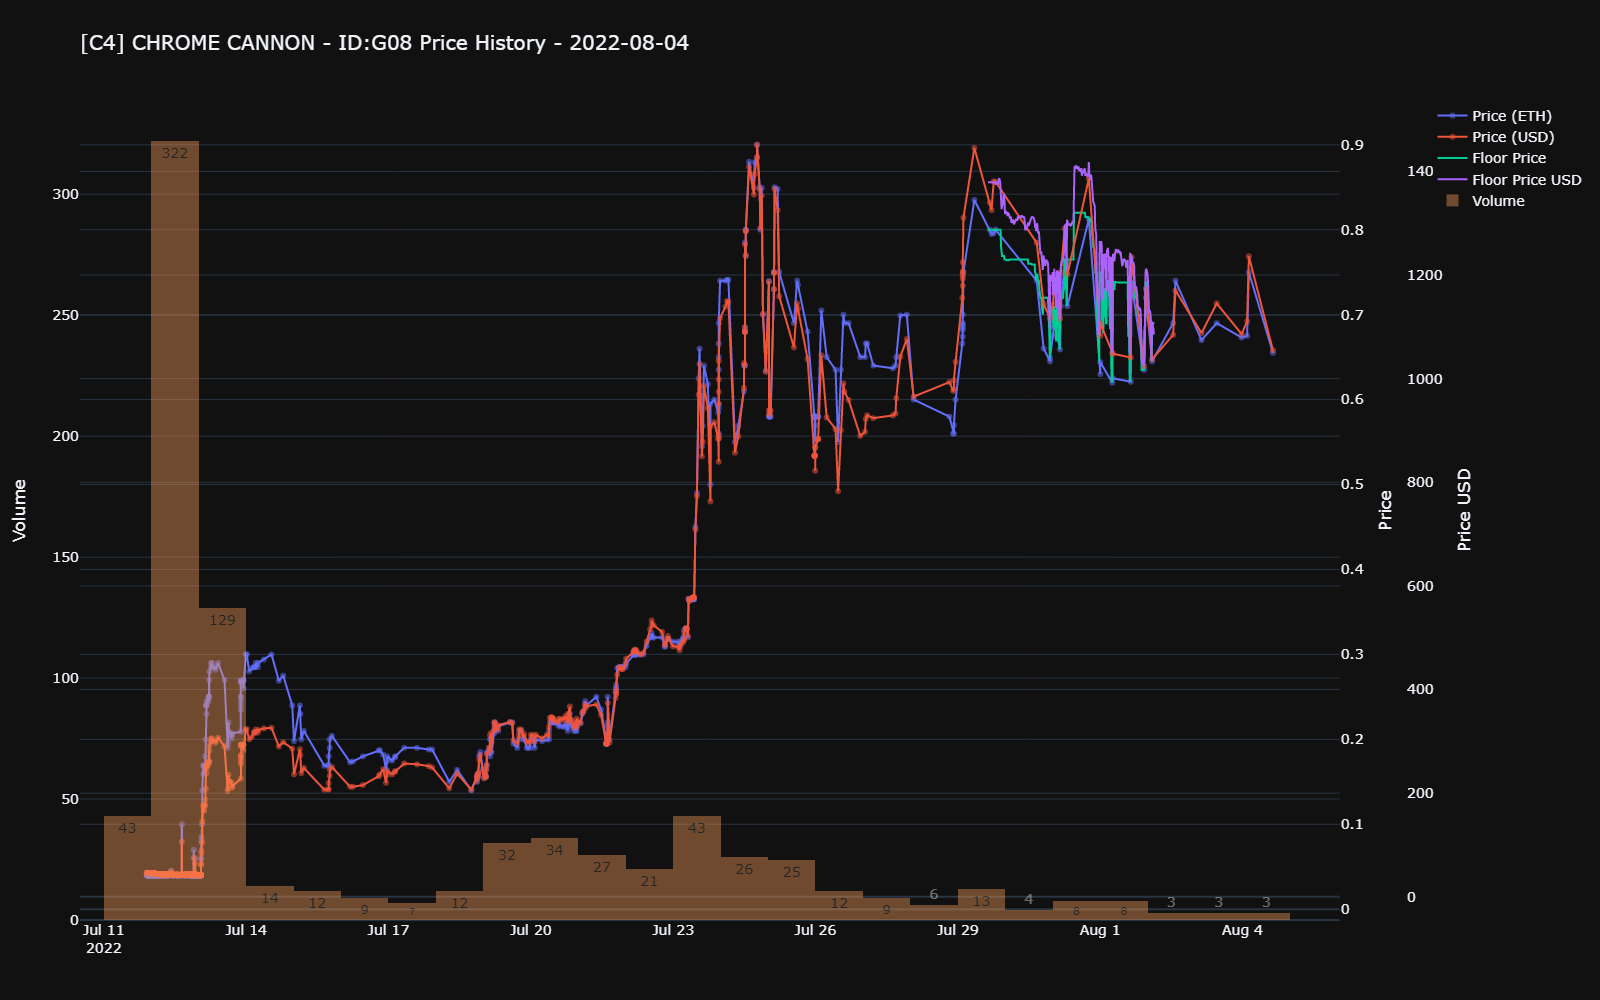 [C4] CHROME CANNON - ID:G08 Price History - 2022-08-04
Price (ETH)
Price (USD)
Floor Price
Floor Price USD
Volume
Volume
300
250
200
150
100
50
0
0.9
0.8
0.7
0.6
0.5
0.4
0.3
0.2
0.1
0
Price
140
1200
1000
800
600
400
200
0
Price USD
43
322
129
14
12
9
7
12
32
34
27
21
43
26
25
12
9
6
13
4
8
8
3
3
3
Jul 11
2022
Jul 14
Jul 17
Jul 20
Jul 23
Jul 26
Jul 29
Aug 1
Aug 4